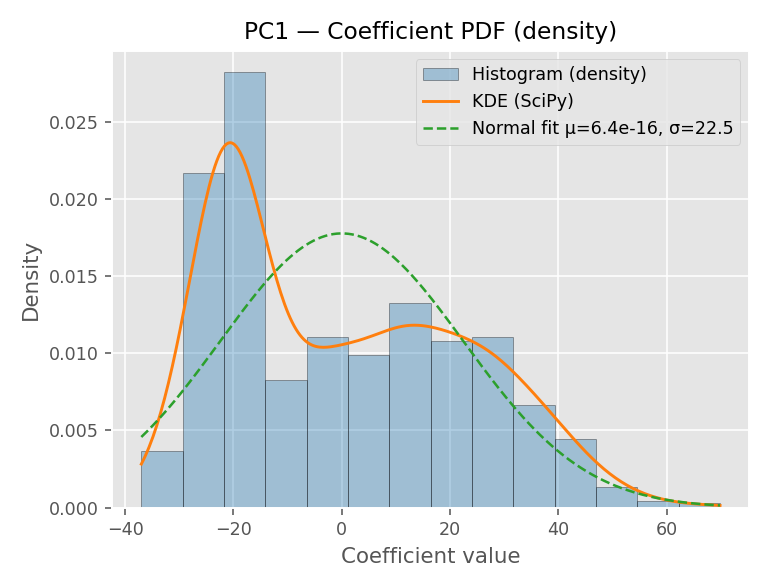 PC1 — Coefficient PDF (density)
Histogram (density)
KDE (SciPy)
Normal fit μ=6.4e-16, σ=22.5
Density
0.025
0.020
0.015
0.010
0.005
0.000
−40 −20 0 20 40 60
Coefficient value